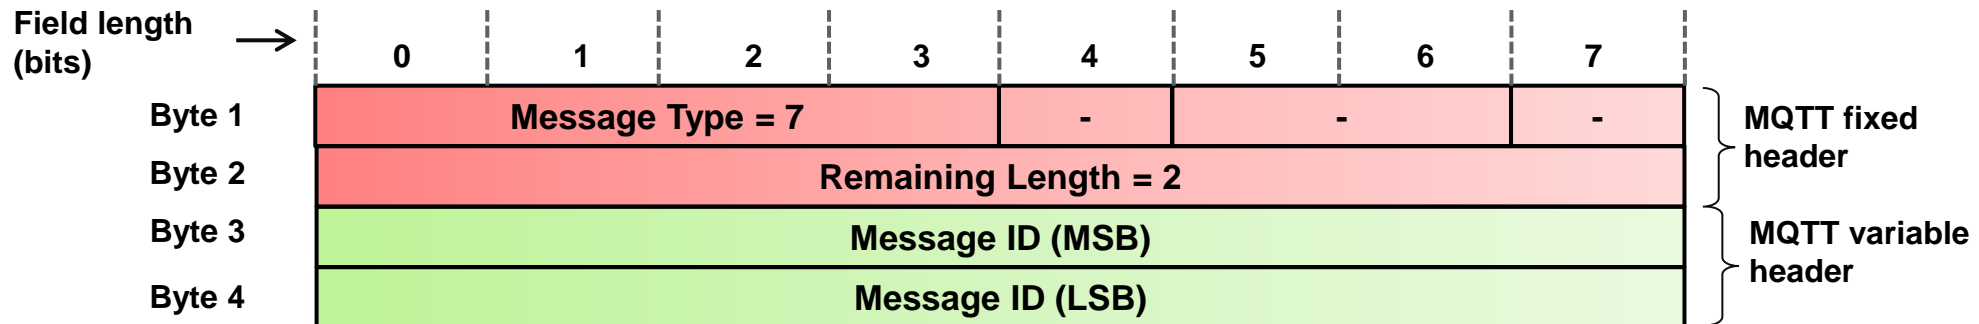 Field length
(bits)
0 1 2 3 4 5 6 7
Byte 1 Message Type = 7 - - -
MQTT fixed
header
Byte 2 Remaining Length = 2
Byte 3 Message ID (MSB)
MQTT variable
header
Byte 4 Message ID (LSB)